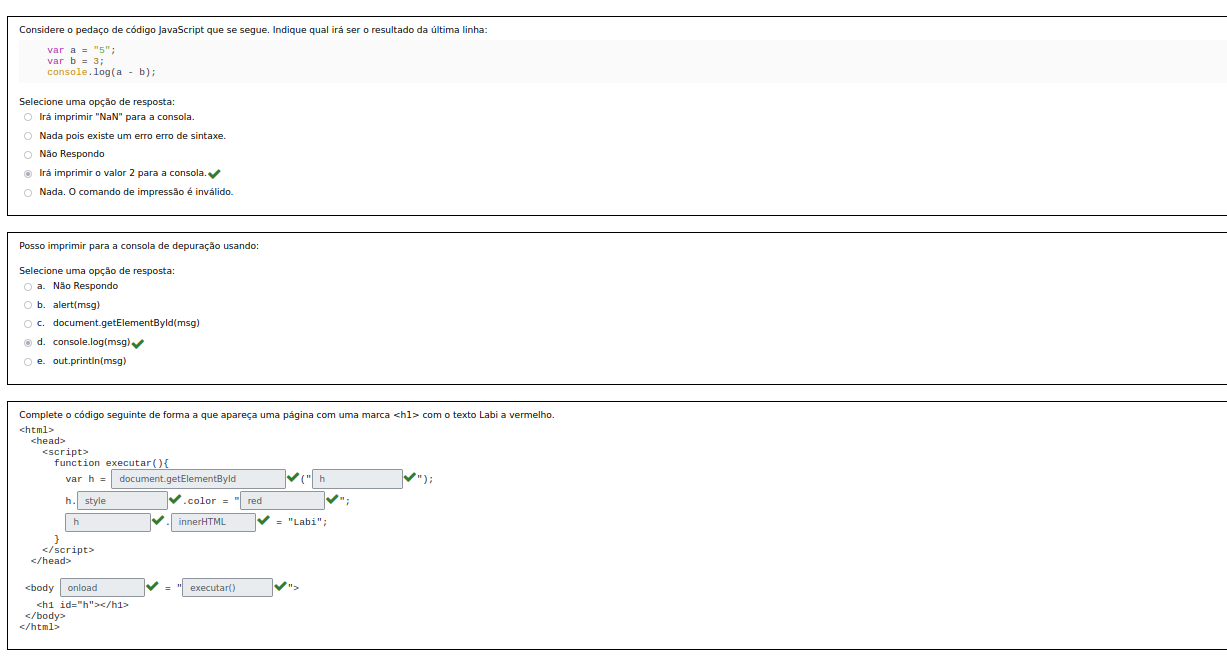 Considere o pedaço de código JavaScript que se segue. Indique qual irá ser o resultado da última linha:
var a = "5";
var b = 3;
console.log(a - b);
Selecione uma opção de resposta:
Irá imprimir "NaN" para a consola.
Nada pois existe um erro erro de sintaxe.
Não Respondo
Irá imprimir o valor 2 para a consola.
Nada. O comando de impressão é inválido.
Posso imprimir para a consola de depuração usando:
Selecione uma opção de resposta:
a. Não Respondo
b. alert(msg)
c. document.getElementById(msg)
d. console.log(msg)
e. out.println(msg)
Complete o código seguinte de forma a que apareça uma página com uma marca <h1> com o texto Labi a vermelho.
<html>
<head>
<script>
function executar(){
var h = document.getElementById ("h");
h.style.color = "red";
h.innerHTML = "Labi";
}
</script>
</head>
<body onload = "executar()">
<h1 id="h"></h1>
</body>
</html>